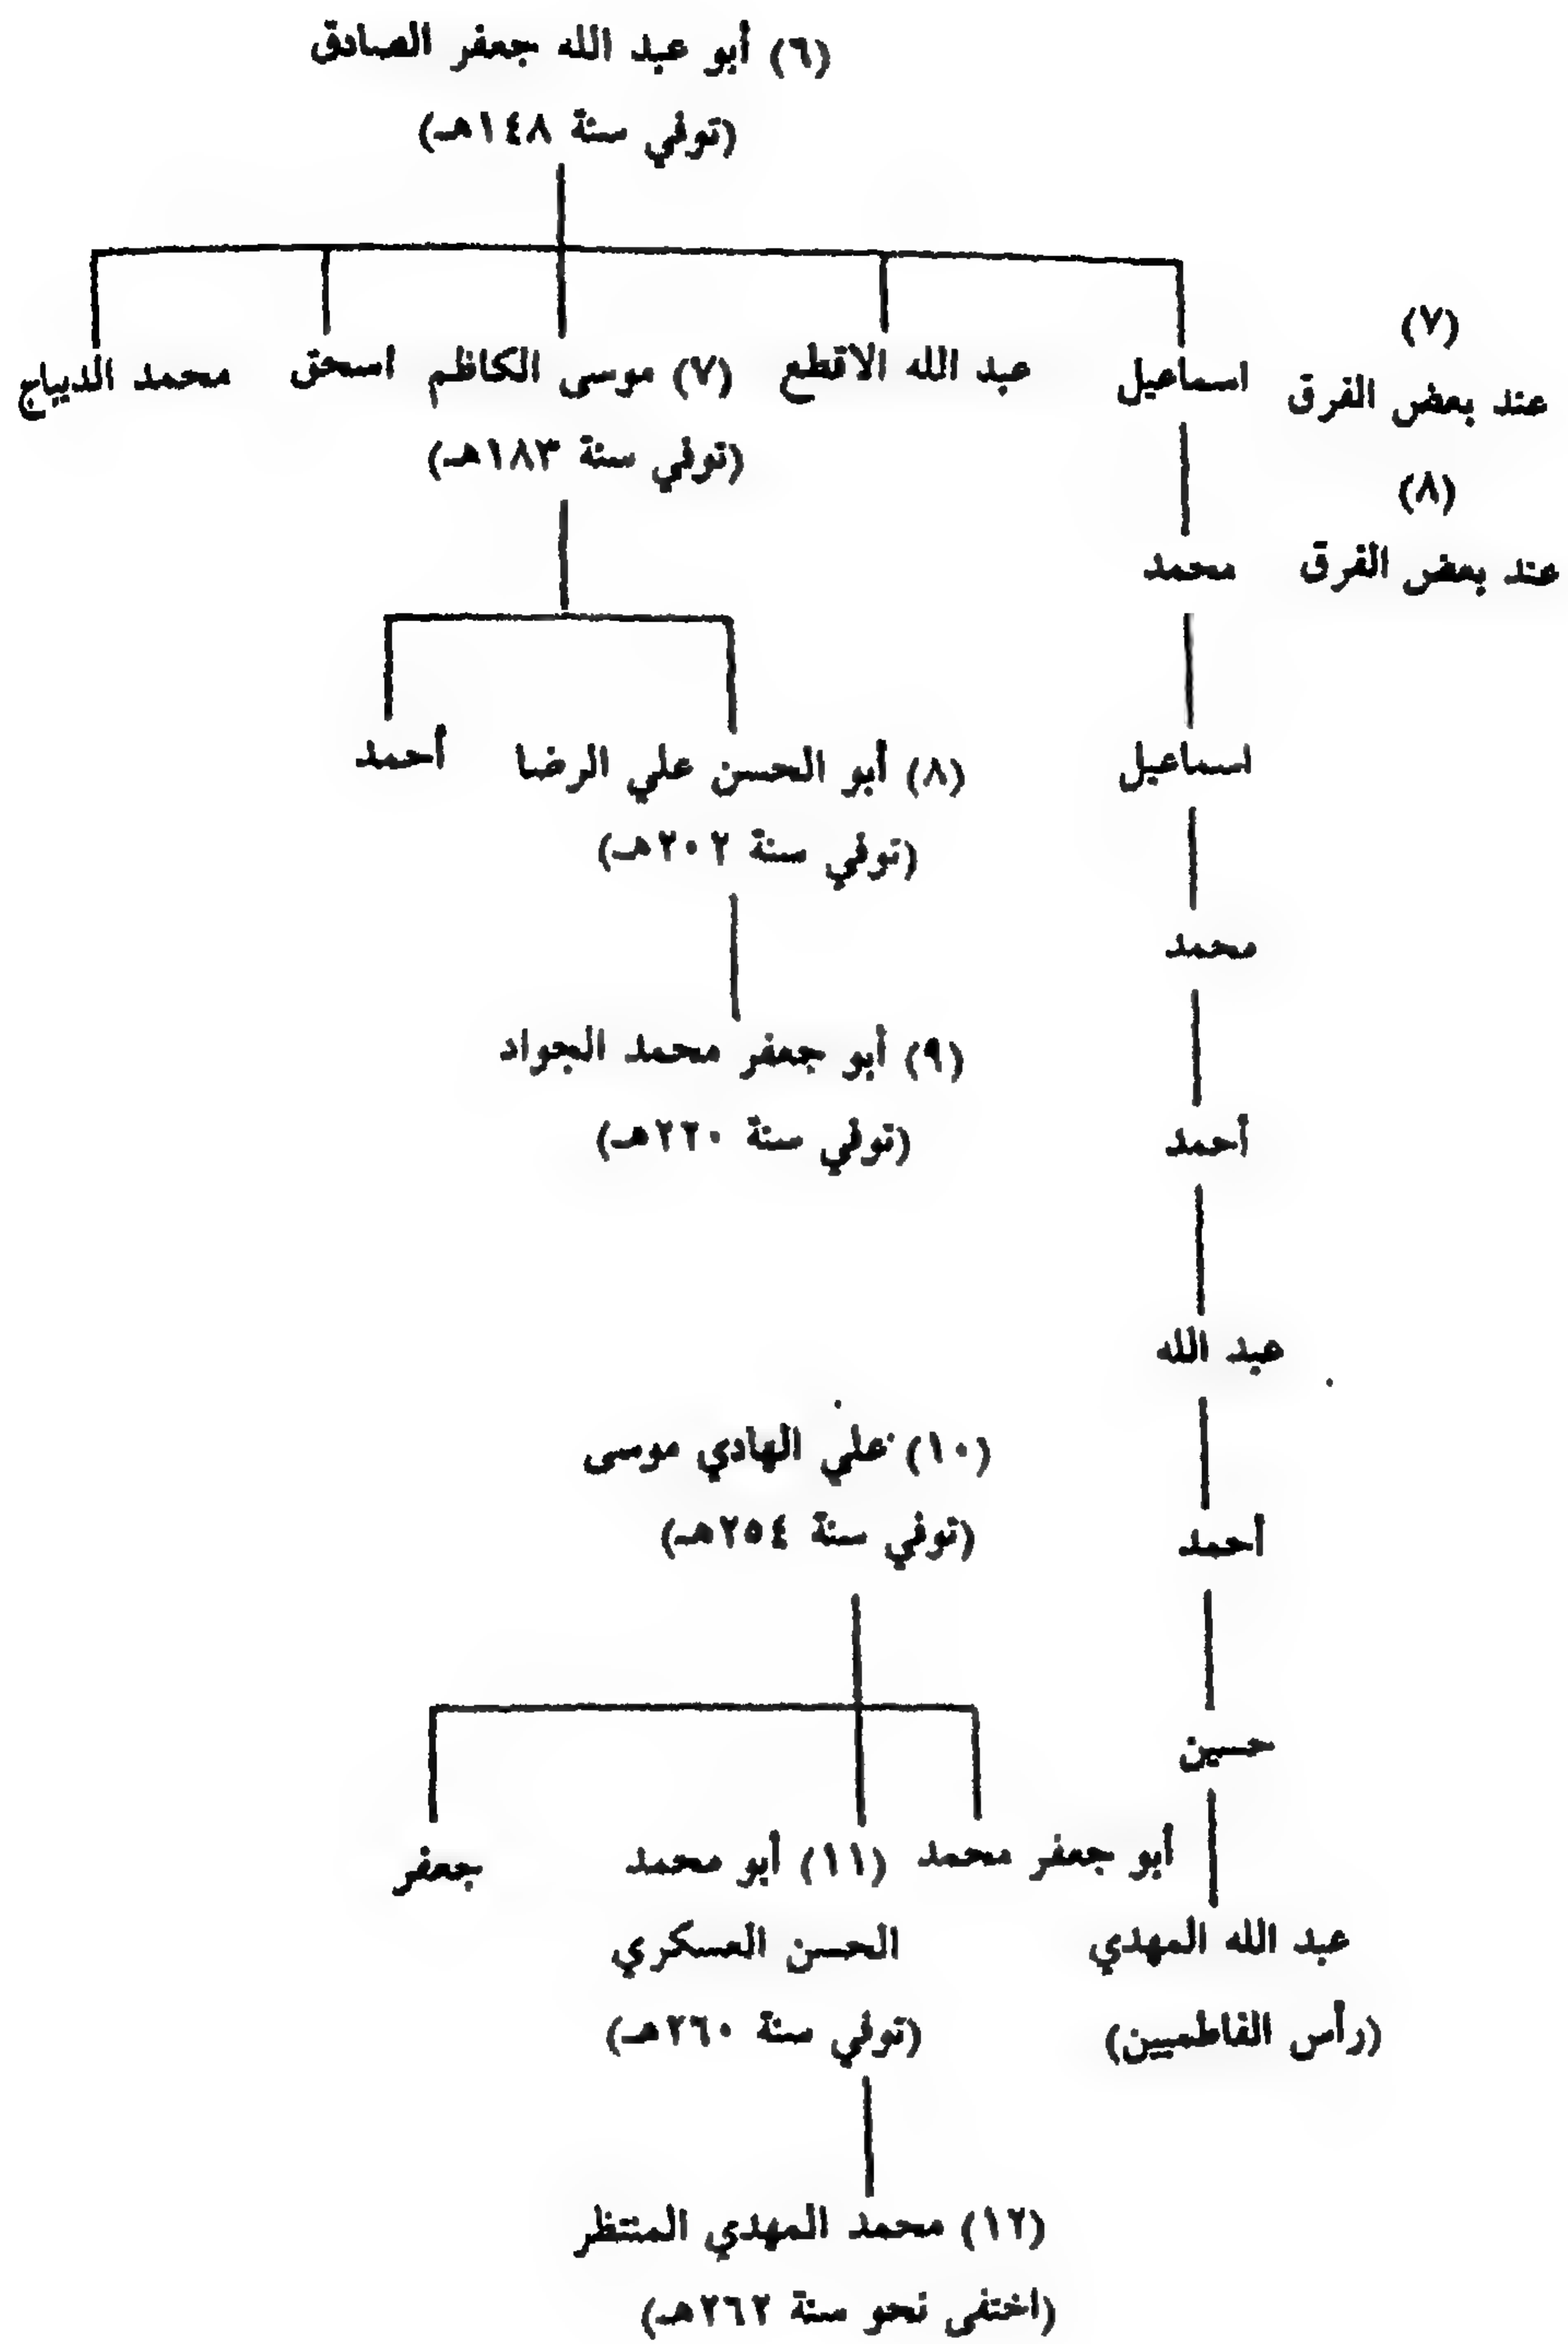 (٦) أبو عبد الله جعفر الصادق
(توفي سنة ١٤٨هـ)
(٧)
عند بعض الفرق
اسماعيل
عبد الله الاقطع
(٧) موسى الكاظم
اسحق
محمد الديباج
(توفي سنة ١٨٣هـ)
(٨)
عند بعض الفرق
محمد
اسماعيل
(٨) أبو الحسن علي الرضا
أحمد
(توفي سنة ٢٠٢هـ)
محمد
(٩) أبو جعفر محمد الجواد
(توفي سنة ٢٢٠هـ)
أحمد
عبد الله
(١٠) علي الهادي موسى
(توفي سنة ٢٥٤هـ)
أحمد
حسين
أبو جعفر محمد
(١١) أبو محمد
جعفر
الحسن العسكري
(توفي سنة ٢٦٠هـ)
عبد الله المهدي
(رأس الفاطميين)
(١٢) محمد المهدي المنتظر
(اختفى نحو سنة ٢٦٢هـ)